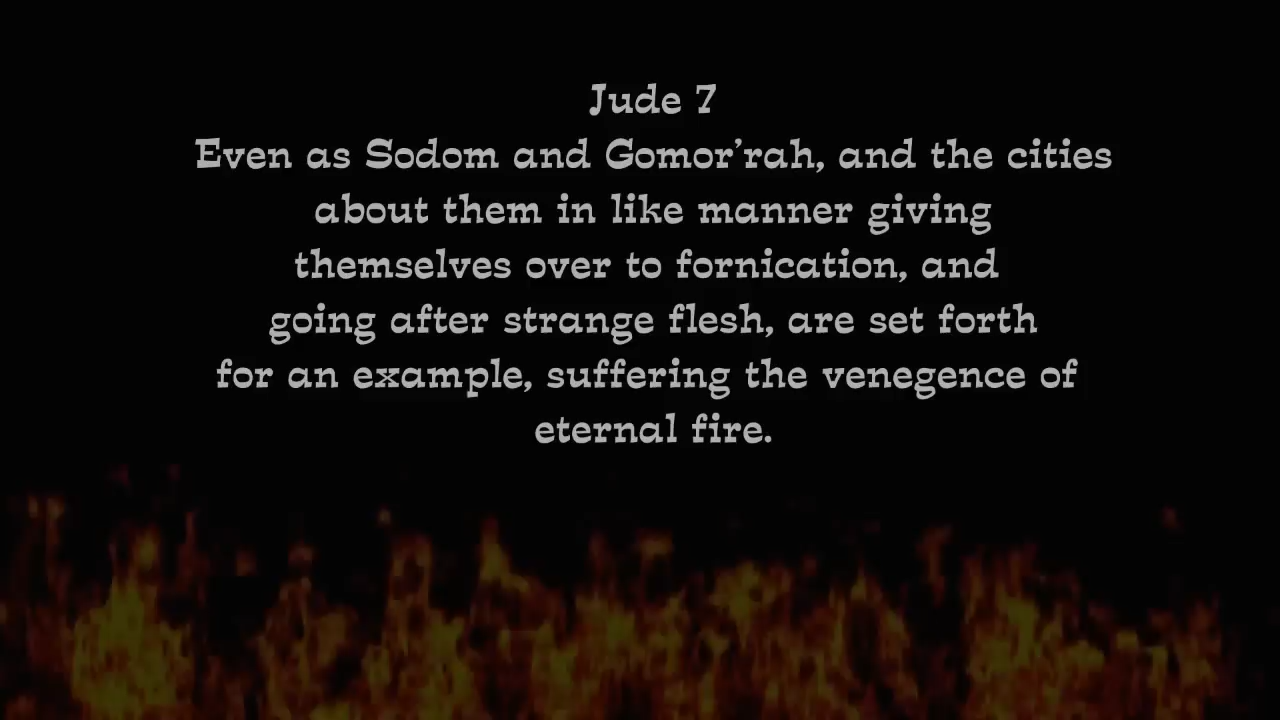 Jude 7
Even as Sodom and Gomor’rah, and the cities
about them in like manner giving
themselves over to fornication, and
going after strange flesh, are set forth
for an example, suffering the venegence of
eternal fire.